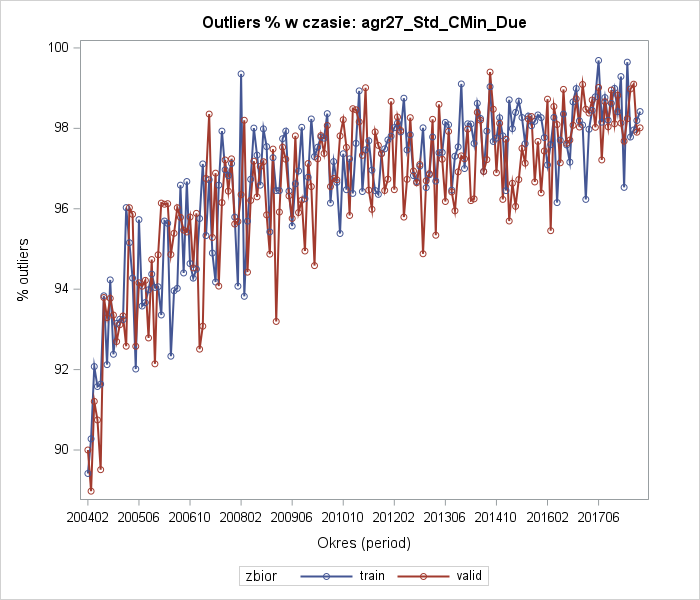 Outliers % w czasie: agr27_Std_CMin_Due
100
98
96
94
92
90
% outliers
200402 200506 200610 200802 200906 201010 201202 201306 201410 201602 201706
Okres (period)
zbior train valid